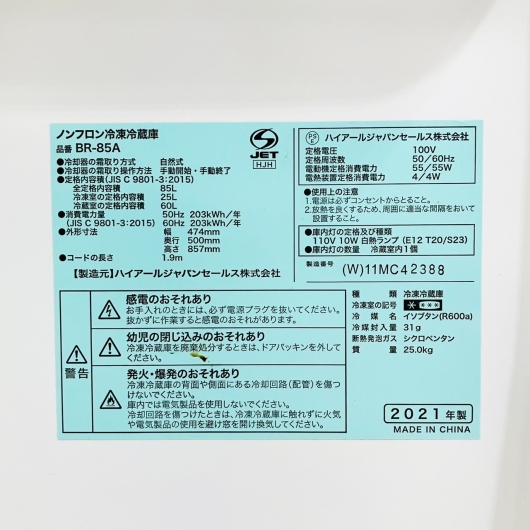 ノンフロン冷凍冷蔵庫
品番 BR-85A
S
JET
HJH
●冷却器の霜取り方式 自然式
●冷却器の霜取り操作方法 手動開始・手動終了
●定格内容積(JIS C 9801-3:2015)
全定格内容積 85L
冷凍室の定格内容積 25L
冷蔵室の定格内容積 60L
●消費電力量 50Hz 203kWh/年
(JIS C 9801-3:2015) 60Hz 203kWh/年
●外形寸法 幅 474mm
奥行 500mm
高さ 857mm
●コードの長さ 1.9m
【製造元】ハイアールジャパンセールス株式会社
PSE ハイアールジャパンセールス株式会社
定格電圧 100V
定格周波数 50/60Hz
電動機定格消費電力 55/55W
電熱装置定格消費電力 4/4W
●使用上の注意
1.電源は必ずコンセントからとること。
2.放熱を良くするため、周囲に適当な間隔をあけて据付けること。
●庫内灯の定格及び種類
110V 10W 白熱ランプ (E12 T20/S23)
●庫内灯の数量 冷蔵室内1個
製造番号
(W)11MC42388
警告
感電のおそれあり
お手入れのときには、必ず電源プラグを抜いてください。
抜かずに作業すると感電のおそれがあります。
幼児の閉じ込めのおそれあり
冷凍冷蔵庫を廃棄処分するときは、ドアパッキンを外して
ください。
発火・爆発のおそれあり
冷凍冷蔵庫の背面や側面にある冷却回路(配管)を傷つ
けないでください。
庫内では電気製品を使用しないでください。
冷却回路を傷つけたときは、冷凍冷蔵庫に触れずに火気
や電気製品の使用を避け窓を開け換気してください。
種類 冷凍冷蔵庫
冷凍室の記号 ****
冷媒 イソブタン(R600a)
冷媒封入量 31g
断熱発泡ガス シクロペンタン
質量 25.0kg
2021年製
MADE IN CHINA